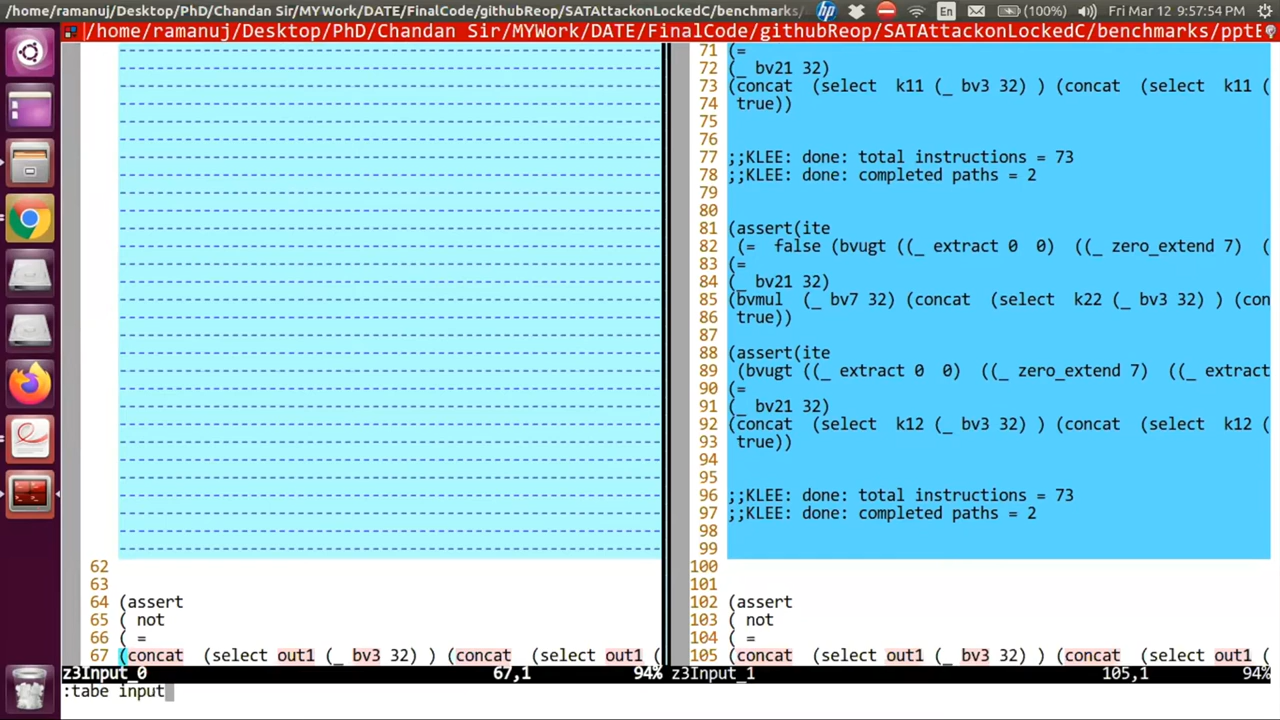 /home/ramanuj/Desktop/PhD/Chandan Sir/MYWork/DATE/FinalCode/githubReop/SATAttackonLockedC/benchmarks/
hp
En
(100%)
Fri Mar 12 9:57:54 PM
/home/ramanuj/Desktop/PhD/Chandan Sir/MYWork/DATE/FinalCode/githubReop/SATAttackonLockedC/benchmarks/pptE
62
63
64 (assert
65 ( not
66 ( =
67 (concat (select out1 (_ bv3 32) ) (concat (select out1 (
71 (=
72 (_ bv21 32)
73 (concat (select k11 (_ bv3 32) ) (concat (select k11 (
74 true))
75
76
77 ;;KLEE: done: total instructions = 73
78 ;;KLEE: done: completed paths = 2
79
80
81 (assert(ite
82 (= false (bvugt ((_ extract 0 0) ((_ zero_extend 7) (
83 (=
84 (_ bv21 32)
85 (bvmul (_ bv7 32) (concat (select k22 (_ bv3 32) ) (con
86 true))
87
88 (assert(ite
89 (bvugt ((_ extract 0 0) ((_ zero_extend 7) ((_ extract
90 (=
91 (_ bv21 32)
92 (concat (select k12 (_ bv3 32) ) (concat (select k12 (
93 true))
94
95
96 ;;KLEE: done: total instructions = 73
97 ;;KLEE: done: completed paths = 2
98
99
100
101
102 (assert
103 ( not
104 ( =
105 (concat (select out1 (_ bv3 32) ) (concat (select out1 (
z3Input_0 67,1 94% z3Input_1 105,1 94%
:tabe input